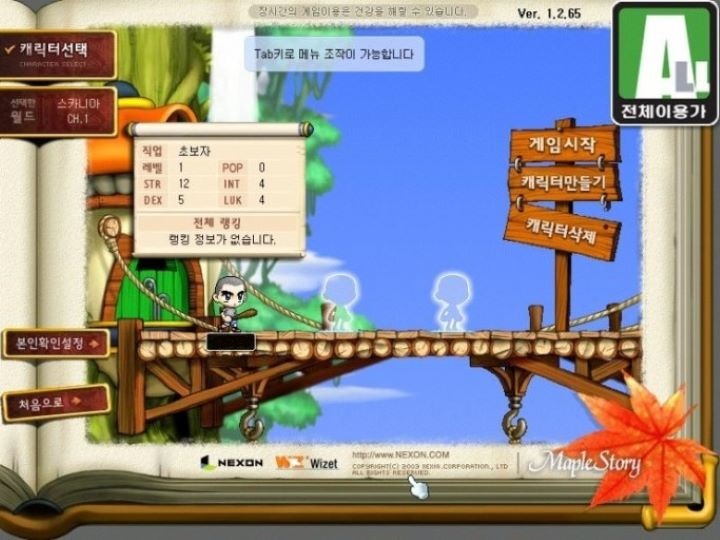 장시간의 게임이용은 건강을 해칠 수 있습니다.
Ver. 1.2.65
캐릭터선택
CHARACTER SELECT
Tab키로 메뉴 조작이 가능합니다
ALL
전체이용가
선택한 월드
스카니아 CH.1
직업 초보자
레벨 1 POP 0
STR 12 INT 4
DEX 5 LUK 4
전체 랭킹
랭킹 정보가 없습니다.
게임시작
캐릭터만들기
캐릭터삭제
본인확인설정
처음으로
NEXON Wizet
http://www.NEXON.COM
COPYRIGHT(C) 2003 NEXON CORPORATION., LTD
ALL RIGHTS RESERVED.
MapleStory